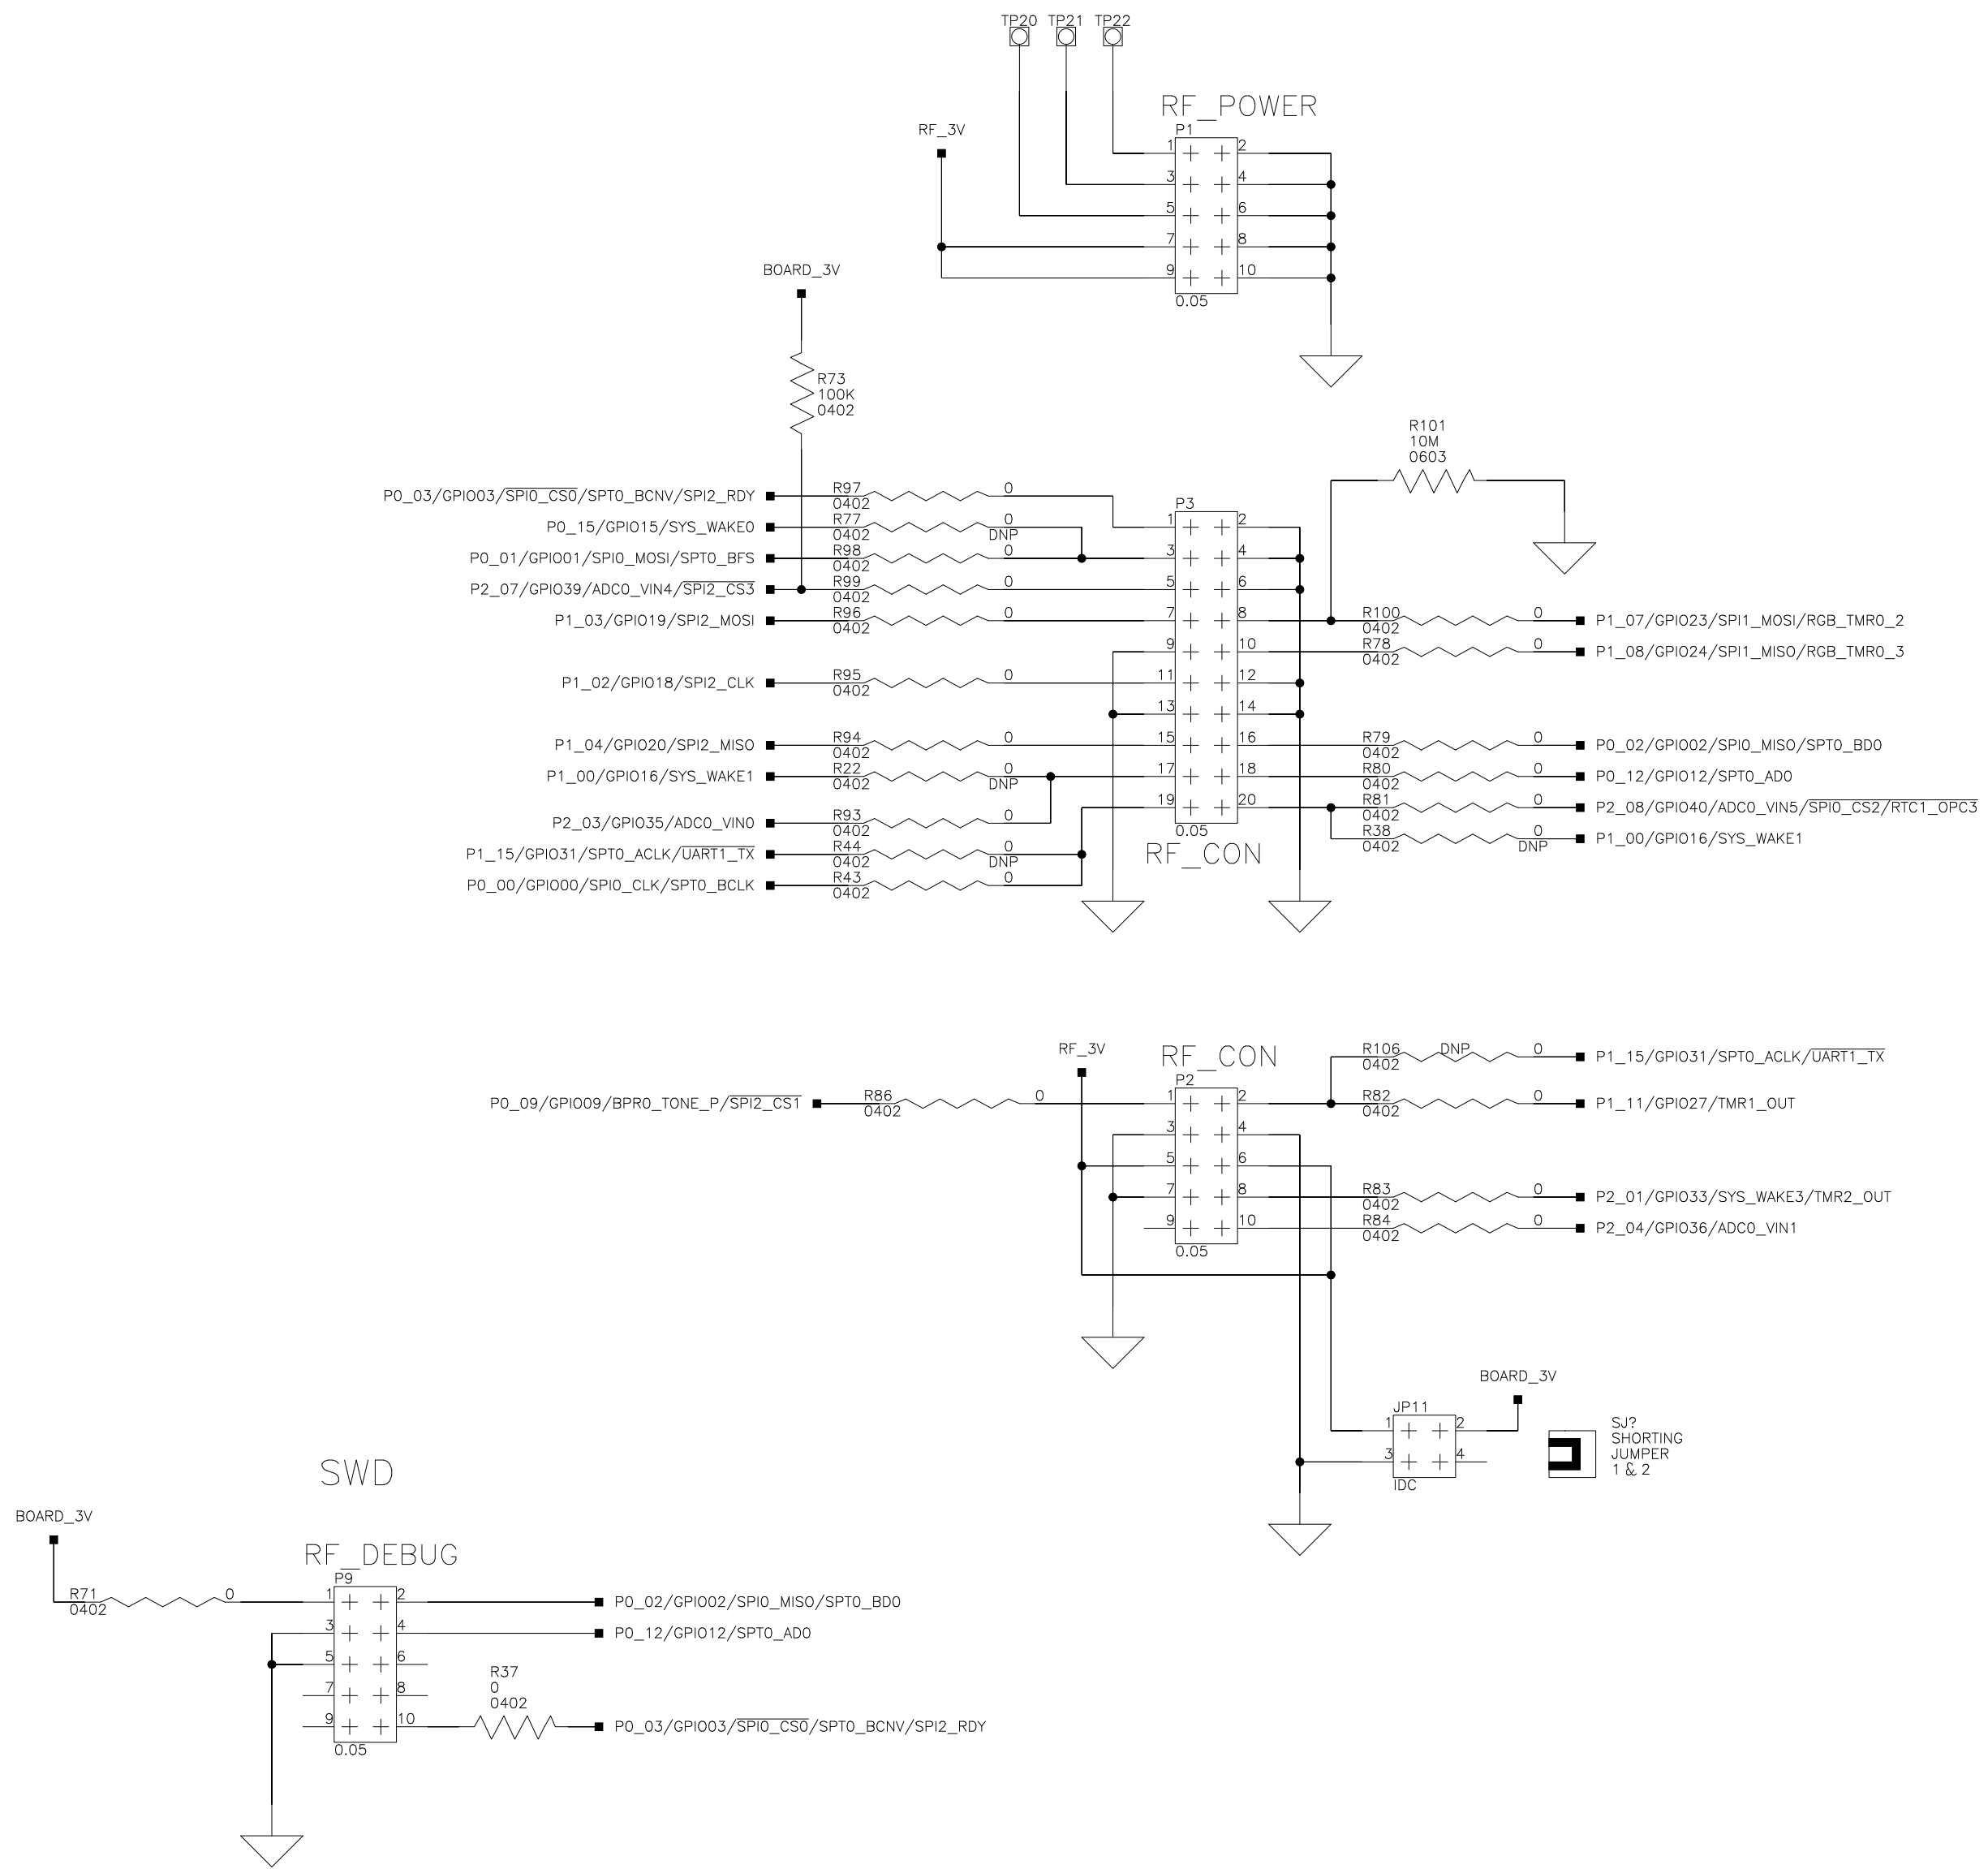 TP20 TP21 TP22
RF_POWER
P1
RF_3V
1 2
3 4
5 6
7 8
9 10
0.05
BOARD_3V
R73
100K
0402
R101
10M
0603
P0_03/GPIO03/SPI0_CS0/SPT0_BCNV/SPI2_RDY R97 0
0402
P3
P0_15/GPIO15/SYS_WAKE0 R77 0 1 2
0402 DNP
P0_01/GPIO01/SPI0_MOSI/SPT0_BFS R98 0 3 4
0402
P2_07/GPIO39/ADC0_VIN4/SPI2_CS3 R99 0 5 6
0402
P1_03/GPIO19/SPI2_MOSI R96 0 7 8 R100 0 P1_07/GPIO23/SPI1_MOSI/RGB_TMR0_2
0402 0402
9 10 R78 0 P1_08/GPIO24/SPI1_MISO/RGB_TMR0_3
0402
P1_02/GPIO18/SPI2_CLK R95 0 11 12
0402
13 14
P1_04/GPIO20/SPI2_MISO R94 0 15 16 R79 0 P0_02/GPIO02/SPI0_MISO/SPT0_BD0
0402 0402
P1_00/GPIO16/SYS_WAKE1 R22 0 17 18 R80 0 P0_12/GPIO12/SPT0_AD0
0402 DNP 0402
19 20 R81 0 P2_08/GPIO40/ADC0_VIN5/SPI0_CS2/RTC1_OPC3
0402
P2_03/GPIO35/ADC0_VIN0 R93 0
0402
0.05
R38 0 P1_00/GPIO16/SYS_WAKE1
0402 DNP
P1_15/GPIO31/SPT0_ACLK/UART1_TX R44 0
0402 DNP
RF_CON
P0_00/GPIO00/SPI0_CLK/SPT0_BCLK R43 0
0402
RF_3V
RF_CON
P2
R106 DNP 0 P1_15/GPIO31/SPT0_ACLK/UART1_TX
0402
P0_09/GPIO09/BPR0_TONE_P/SPI2_CS1 R86 0 1 2 R82 0 P1_11/GPIO27/TMR1_OUT
0402 0402
3 4
5 6
7 8 R83 0 P2_01/GPIO33/SYS_WAKE3/TMR2_OUT
0402
9 10 R84 0 P2_04/GPIO36/ADC0_VIN1
0402
0.05
BOARD_3V
JP11
1 2
3 4
IDC
SJ?
SHORTING
JUMPER
1 & 2
SWD
BOARD_3V
RF_DEBUG
P9
R71 0 1 2 P0_02/GPIO02/SPI0_MISO/SPT0_BD0
0402
3 4 P0_12/GPIO12/SPT0_AD0
5 6
7 8
R37
0
0402
9 10 P0_03/GPIO03/SPI0_CS0/SPT0_BCNV/SPI2_RDY
0.05